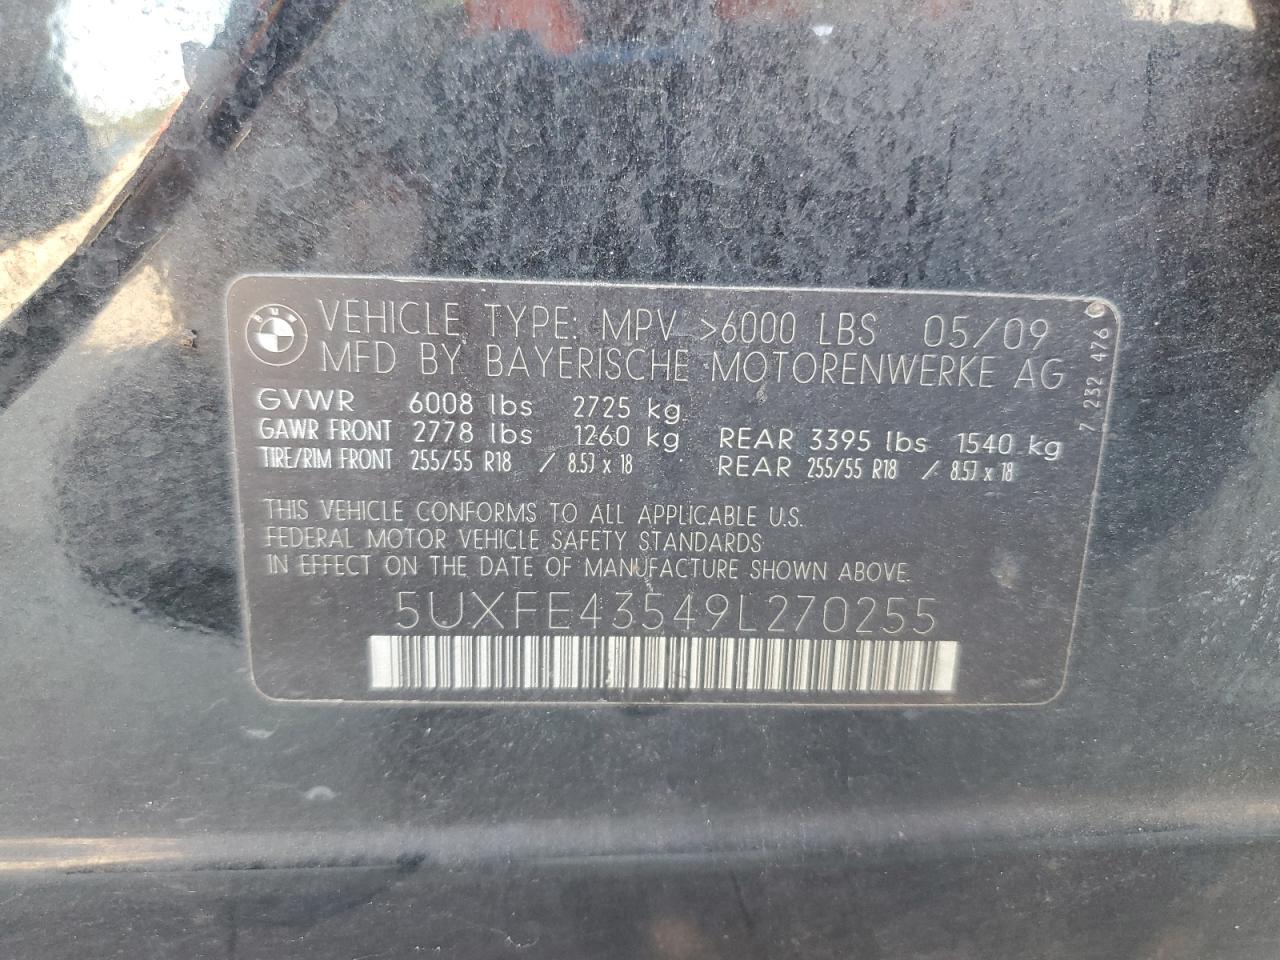 BMW
VEHICLE TYPE: MPV >6000 LBS 05/09
MFD BY BAYERISCHE MOTORENWERKE AG
GVWR 6008 lbs 2725 kg
GAWR FRONT 2778 lbs 1260 kg REAR 3395 lbs 1540 kg
TIRE/RIM FRONT 255/55 R18 / 8.5J x 18 REAR 255/55 R18 / 8.5J x 18
THIS VEHICLE CONFORMS TO ALL APPLICABLE U.S.
FEDERAL MOTOR VEHICLE SAFETY STANDARDS
IN EFFECT ON THE DATE OF MANUFACTURE SHOWN ABOVE.
5UXFE43549L270255
7 232 476